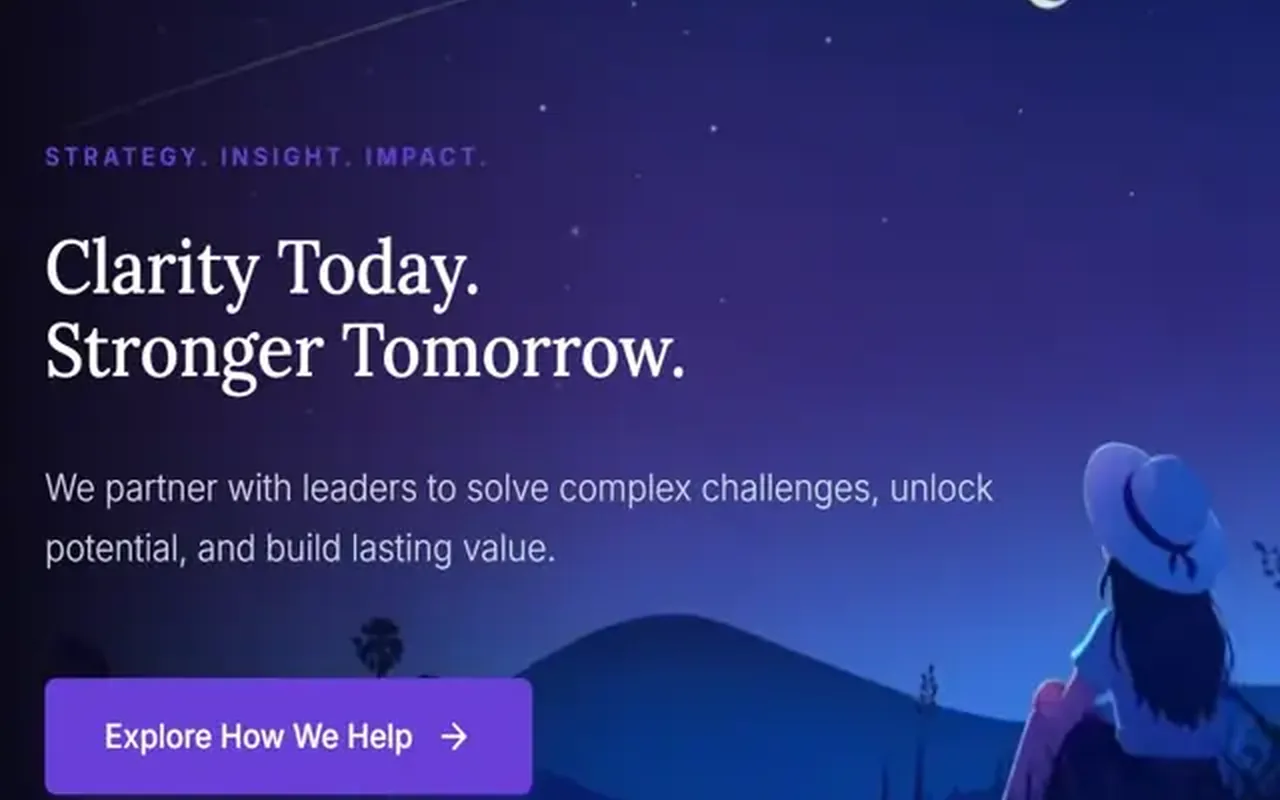 STRATEGY. INSIGHT. IMPACT.
Clarity Today.
Stronger Tomorrow.
We partner with leaders to solve complex challenges, unlock
potential, and build lasting value.
Explore How We Help →